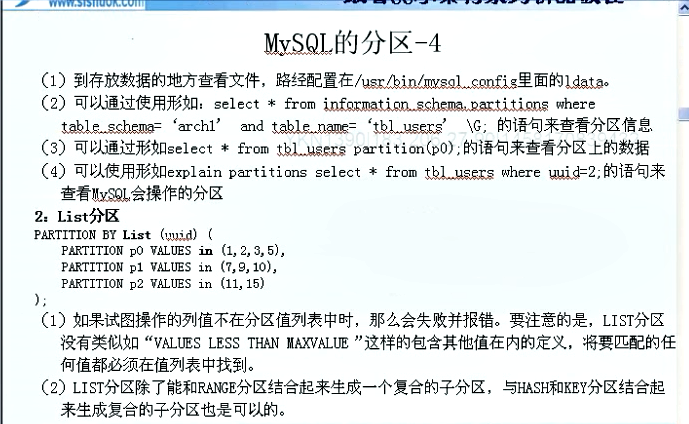 www.sishuok.com
MySQL的分区-4
（1）到存放数据的地方查看文件，路经配置在/usr/bin/mysql_config里面的ldata。
（2）可以通过使用形如：select * from information_schema.partitions where
table_schema=‘arch1’ and table_name=‘tbl_users’ \G; 的语句来查看分区信息
（3）可以通过形如select * from tbl_users partition(p0);的语句来查看分区上的数据
（4）可以使用形如explain partitions select * from tbl_users where uuid=2;的语句来
查看MySQL会操作的分区
2：List分区
PARTITION BY List (uuid) (
PARTITION p0 VALUES in (1,2,3,5),
PARTITION p1 VALUES in (7,9,10),
PARTITION p2 VALUES in (11,15)
);
（1）如果试图操作的列值不在分区值列表中时，那么会失败并报错。要注意的是，LIST分区
没有类似如“VALUES LESS THAN MAXVALUE”这样的包含其他值在内的定义，将要匹配的任
何值都必须在值列表中找到。
（2）LIST分区除了能和RANGE分区结合起来生成一个复合的子分区，与HASH和KEY分区结合起
来生成复合的子分区也是可以的。